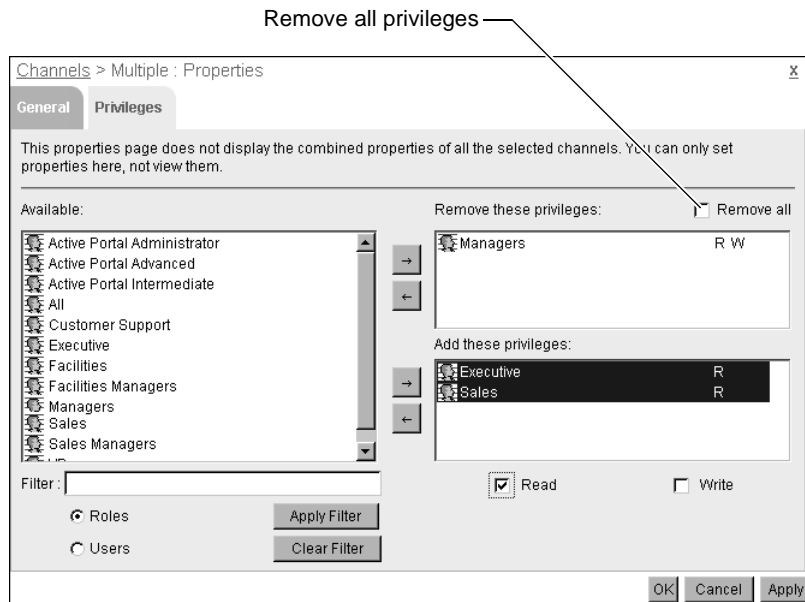 Remove all privileges
Channels > Multiple : Properties
x
General
Privileges
This properties page does not display the combined properties of all the selected channels. You can only set
properties here, not view them.
Available:
Remove these privileges:
Remove all
Active Portal Administrator
Active Portal Advanced
Active Portal Intermediate
All
Customer Support
Executive
Facilities
Facilities Managers
Managers
Sales
Sales Managers
→
←
Managers R W
Add these privileges:
→
←
Executive R
Sales R
Filter :
Read
Write
Roles
Apply Filter
Users
Clear Filter
OK
Cancel
Apply